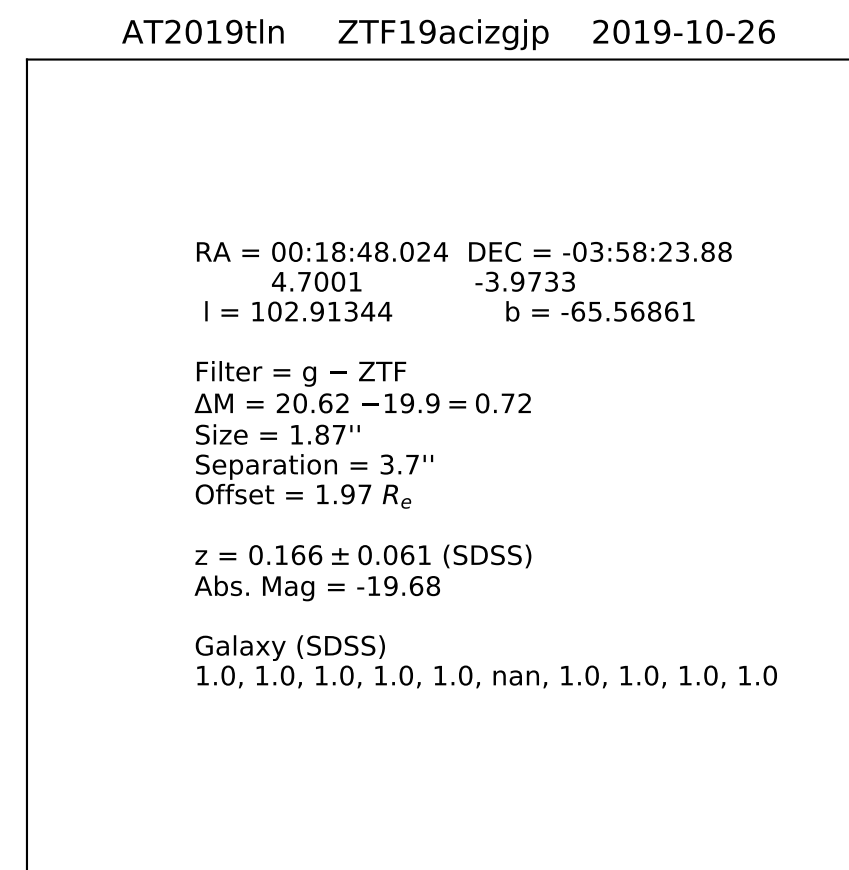 AT2019tln ZTF19acizgjp 2019-10-26
RA = 00:18:48.024 DEC = -03:58:23.88
4.7001 -3.9733
l = 102.91344 b = -65.56861
Filter = g − ZTF
ΔM = 20.62 −19.9 = 0.72
Size = 1.87''
Separation = 3.7''
Offset = 1.97 Re
z = 0.166 ± 0.061 (SDSS)
Abs. Mag = -19.68
Galaxy (SDSS)
1.0, 1.0, 1.0, 1.0, 1.0, nan, 1.0, 1.0, 1.0, 1.0